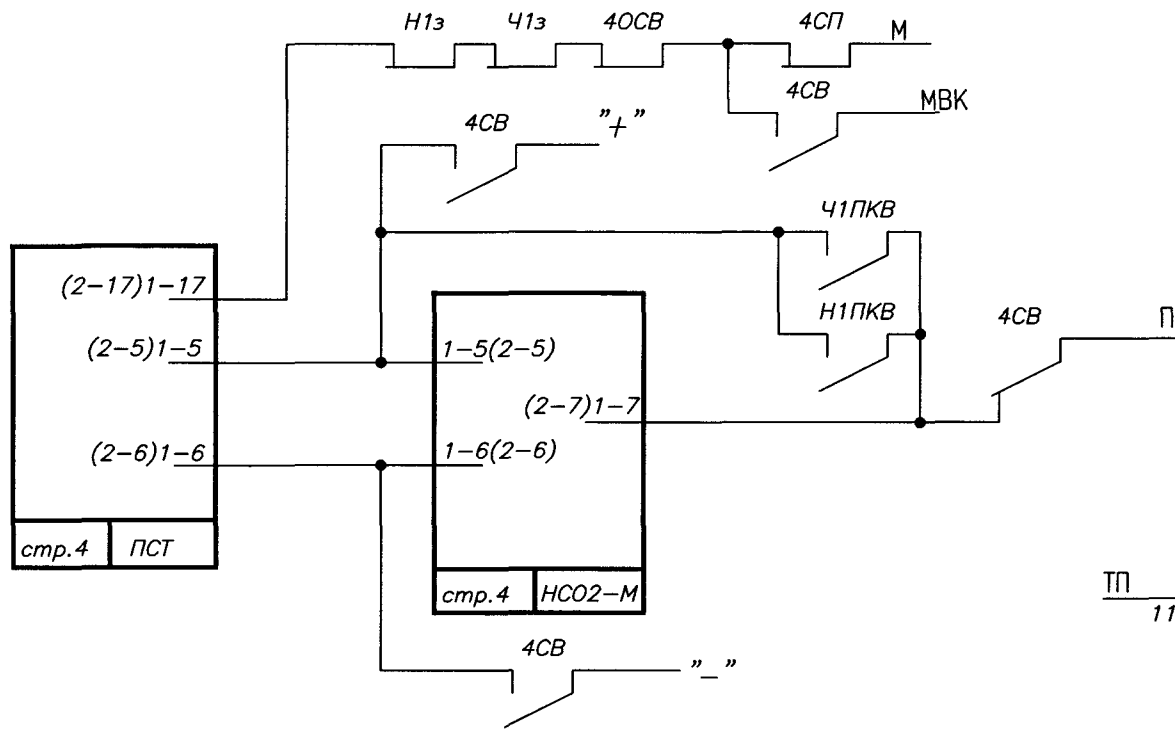 Н1з Ч1з 4ОСВ 4СП М
4СВ МВК
4СВ "+"
Ч1ПКВ
(2-17)1-17
Н1ПКВ 4СВ П
(2-5)1-5 1-5(2-5)
(2-7)1-7
(2-6)1-6 1-6(2-6)
стр.4 ПСТ
стр.4 НСО2-М
ТП
11
4СВ "-"